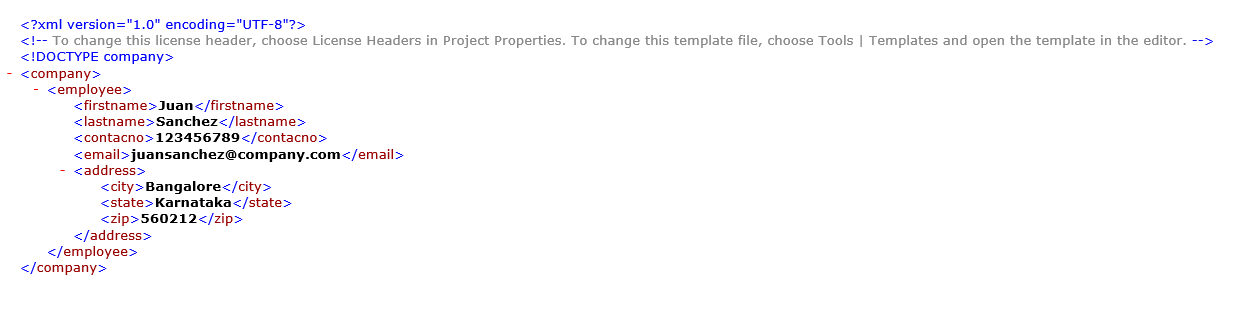 <?xml version="1.0" encoding="UTF-8"?>
<!-- To change this license header, choose License Headers in Project Properties. To change this template file, choose Tools | Templates and open the template in the editor. -->
<!DOCTYPE company>
- <company>
- <employee>
<firstname>Juan</firstname>
<lastname>Sanchez</lastname>
<contacno>123456789</contacno>
<email>juansanchez@company.com</email>
- <address>
<city>Bangalore</city>
<state>Karnataka</state>
<zip>560212</zip>
</address>
</employee>
</company>